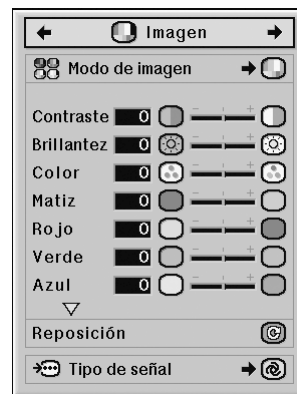 Imagen
Modo de imagen
Contraste 0
Brillantez 0
Color 0
Matiz 0
Rojo 0
Verde 0
Azul 0
Reposición
Tipo de señal